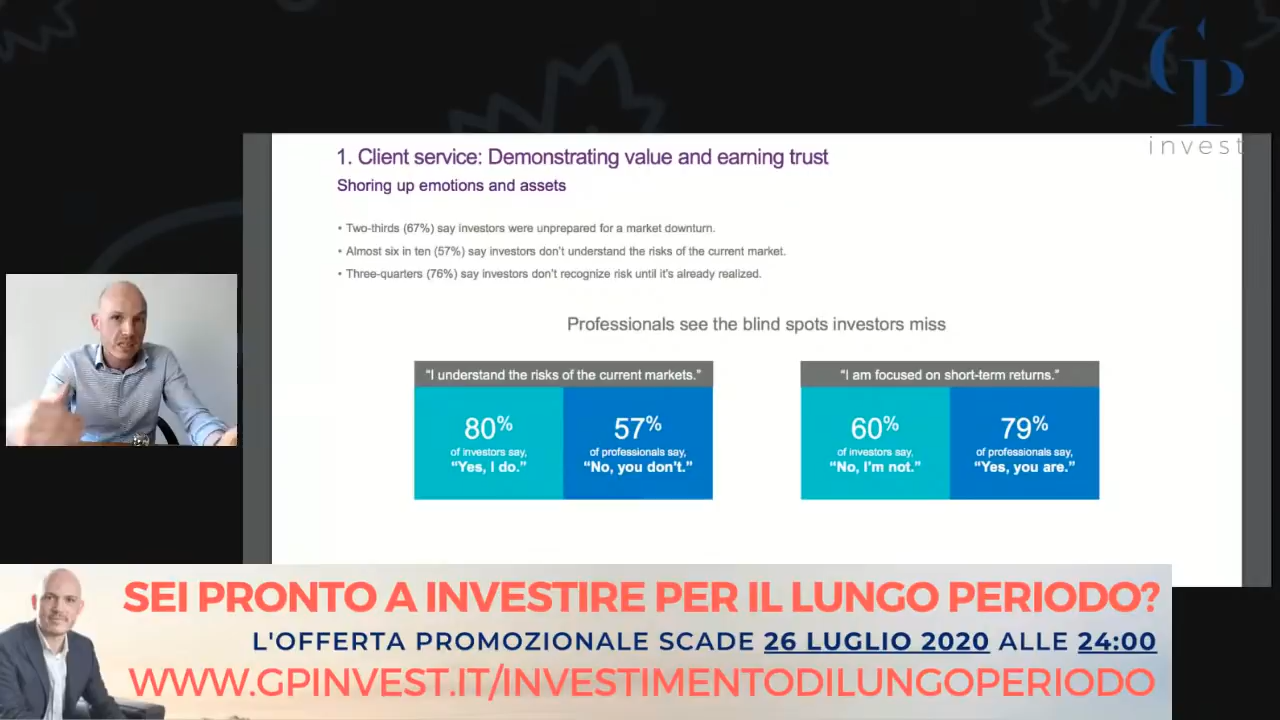 GP
invest
1. Client service: Demonstrating value and earning trust
Shoring up emotions and assets
• Two-thirds (67%) say investors were unprepared for a market downturn.
• Almost six in ten (57%) say investors don't understand the risks of the current market.
• Three-quarters (76%) say investors don't recognize risk until it's already realized.
Professionals see the blind spots investors miss
“I understand the risks of the current markets.”
80%
of investors say,
“Yes, I do.”
57%
of professionals say,
“No, you don't.”
“I am focused on short-term returns.”
60%
of investors say,
“No, I'm not.”
79%
of professionals say,
“Yes, you are.”
SEI PRONTO A INVESTIRE PER IL LUNGO PERIODO?
L'OFFERTA PROMOZIONALE SCADE 26 LUGLIO 2020 ALLE 24:00
WWW.GPINVEST.IT/INVESTIMENTODILUNGOPERIODO